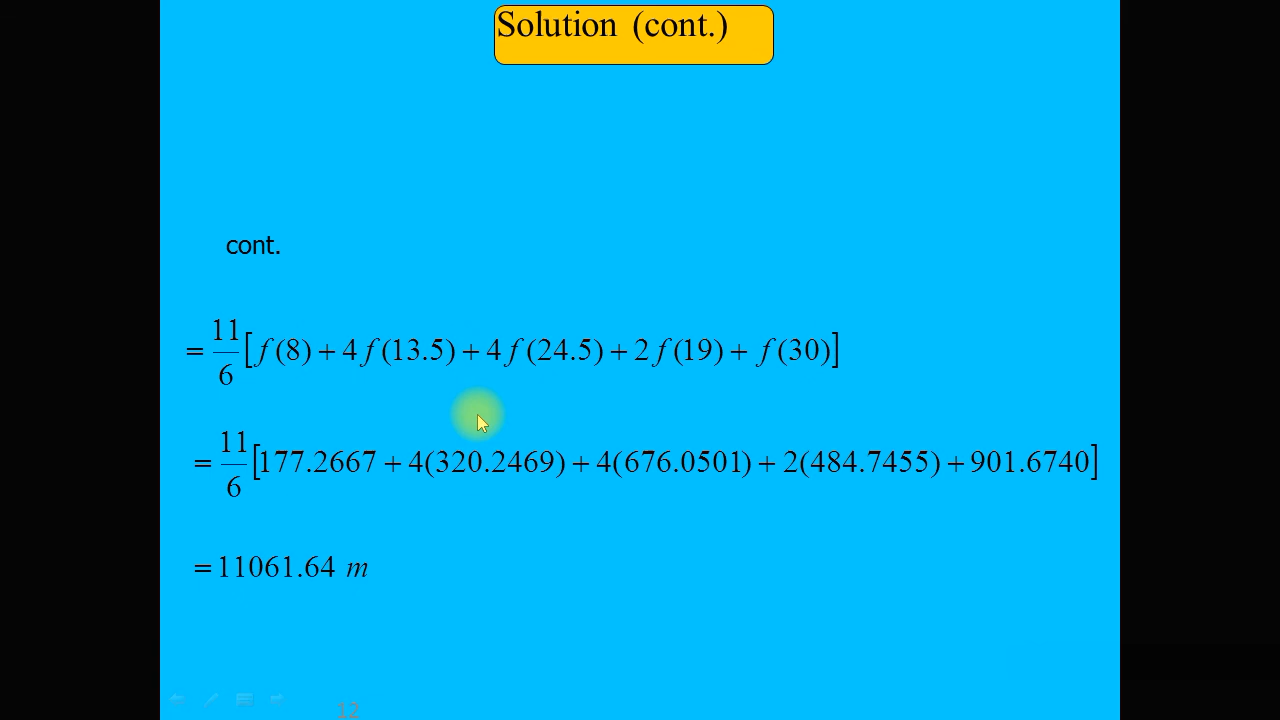 Solution (cont.)
cont.
= 11/6 [f(8) + 4f(13.5) + 4f(24.5) + 2f(19) + f(30)]
= 11/6 [177.2667 + 4(320.2469) + 4(676.0501) + 2(484.7455) + 901.6740]
= 11061.64 m
12